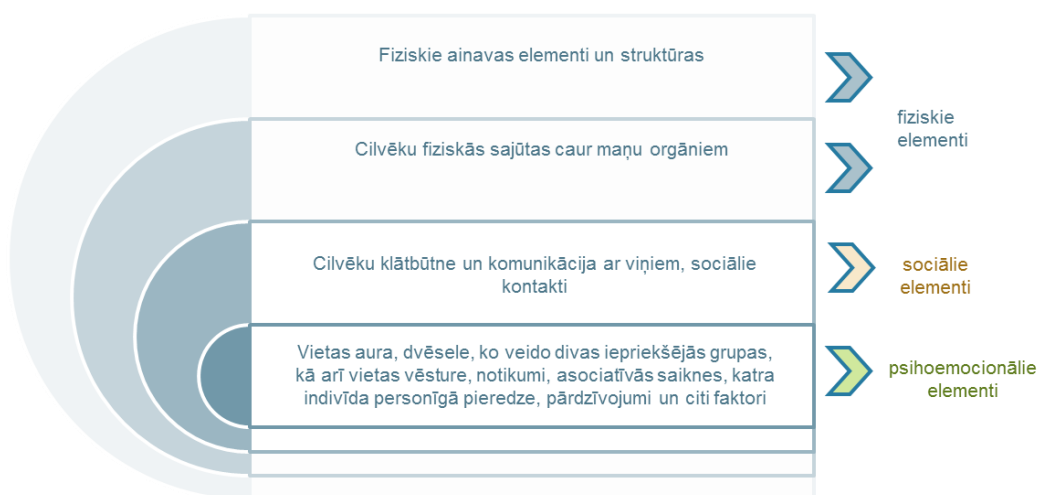 Fiziskie ainavas elementi un struktūras
fiziskie
elementi
Cilvēku fiziskās sajūtas caur maņu orgāniem
Cilvēku klātbūtne un komunikācija ar viņiem, sociālie
kontakti
sociālie
elementi
Vietas aura, dvēsele, ko veido divas iepriekšējās grupas,
kā arī vietas vēsture, notikumi, asociatīvās saiknes, katra
indivīda personīgā pieredze, pārdzīvojumi un citi faktori
psihoemocionālie
elementi